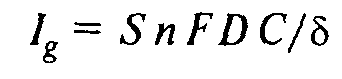 I_g = S n F D C / δ